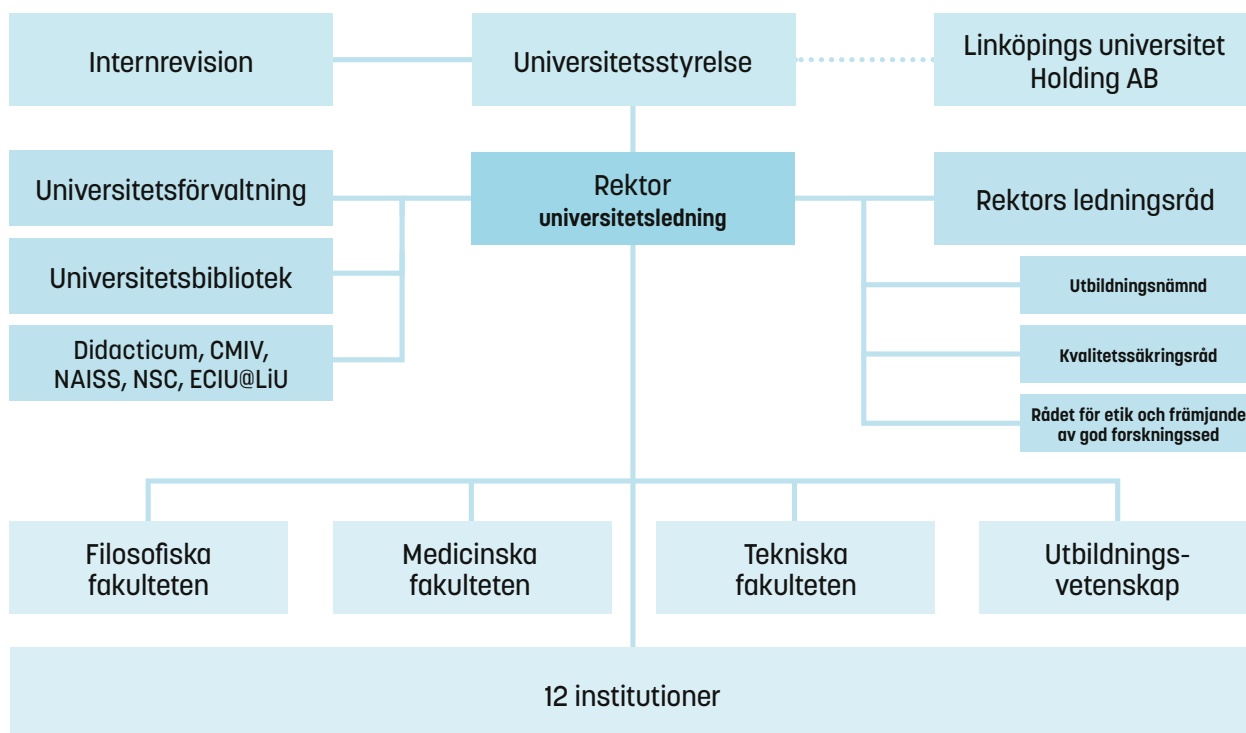 Internrevision
Universitetsstyrelse
Linköpings universitet
Holding AB
Universitetsförvaltning
Rektor
universitetsledning
Rektors ledningsråd
Universitetsbibliotek
Utbildningsnämnd
Didacticum, CMIV,
NAISS, NSC, ECIU@LiU
Kvalitetssäkringsråd
Rådet för etik och främjande
av god forskningssed
Filosofiska
fakulteten
Medicinska
fakulteten
Tekniska
fakulteten
Utbildnings-
vetenskap
12 institutioner